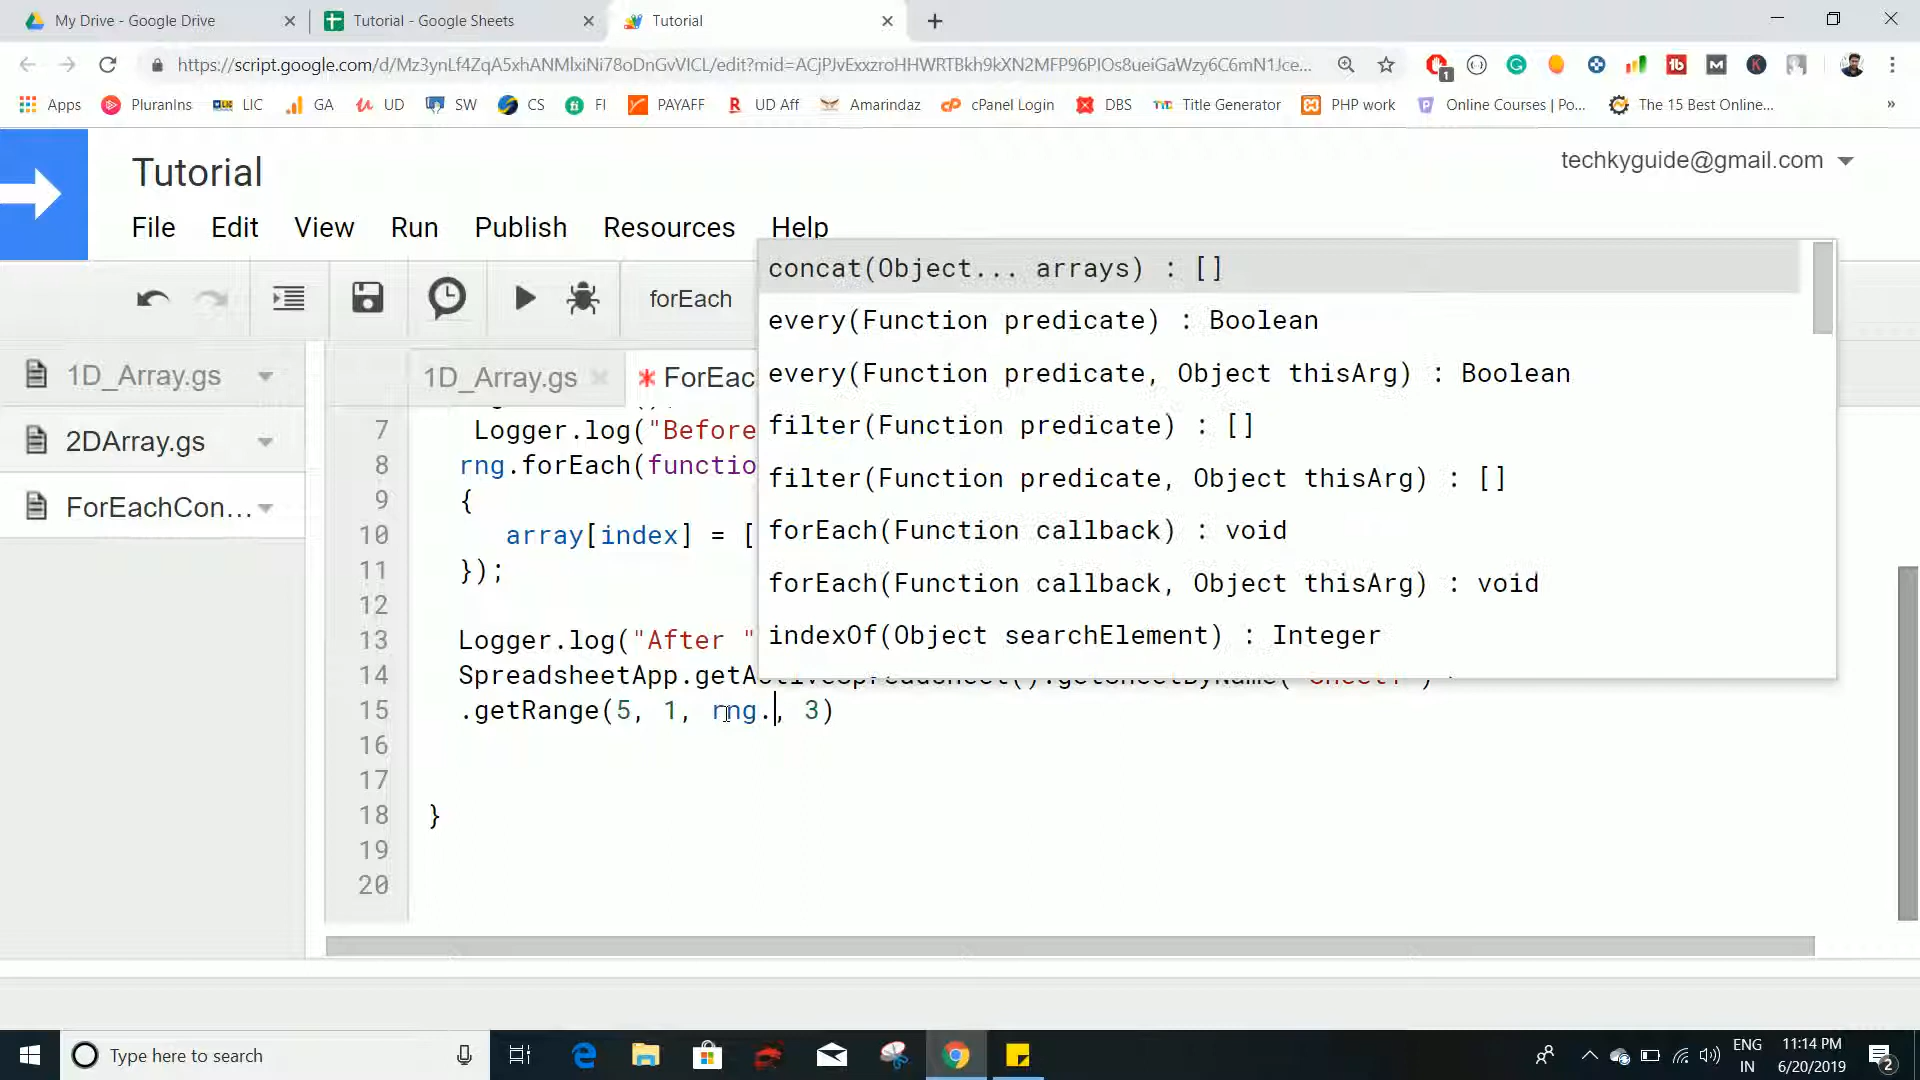 My Drive - Google Drive
Tutorial - Google Sheets
Tutorial
https://script.google.com/d/Mz3ynLf4ZqA5xhANMlxiNi78oDnGvVICL/edit?mid=ACjPJvExxzroHHWRTBkh9kXN2MFP96PIOs8ueiGaWzy6C6mN1Jce...
Apps PluranIns LIC GA UD SW CS FI PAYAFF UD Aff Amarindaz cPanel Login DBS Title Generator PHP work Online Courses | Po... The 15 Best Online... »
Tutorial
techkyguide@gmail.com
File Edit View Run Publish Resources Help
forEach
1D_Array.gs
2DArray.gs
ForEachCon...
1D_Array.gs
* ForEac
concat(Object... arrays) : []
every(Function predicate) : Boolean
every(Function predicate, Object thisArg) : Boolean
filter(Function predicate) : []
filter(Function predicate, Object thisArg) : []
forEach(Function callback) : void
forEach(Function callback, Object thisArg) : void
indexOf(Object searchElement) : Integer
7 Logger.log("Before
8 rng.forEach(functio
9 {
10 array[index] = [
11 });
12
13 Logger.log("After "
14 SpreadsheetApp.getActiveSpreadsheet().getSheetByName("Sheet1")
15 .getRange(5, 1, rng., 3)
16
17
18 }
19
20
Type here to search
ENG
IN
11:14 PM
6/20/2019
2